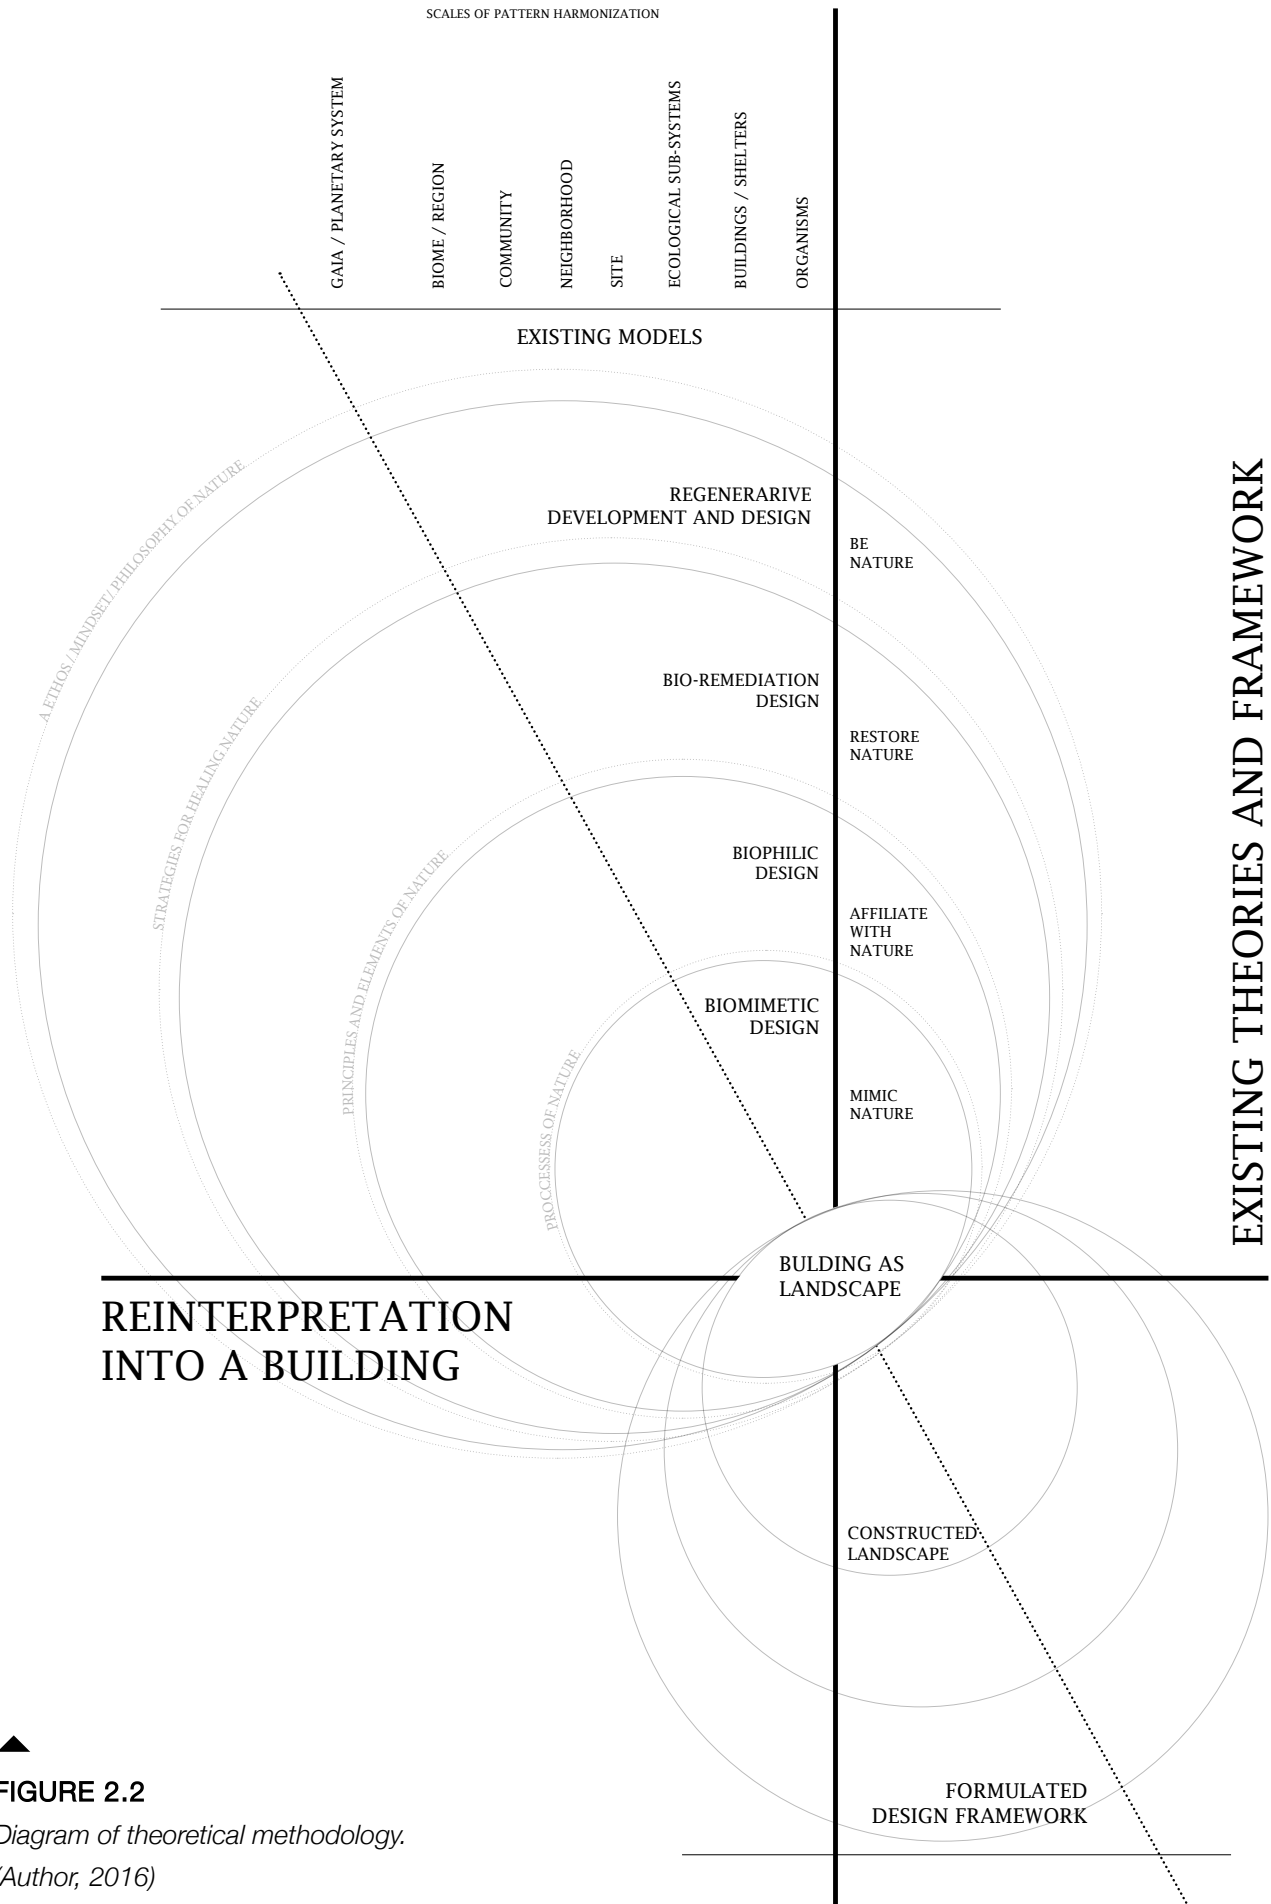 SCALES OF PATTERN HARMONIZATION
GAIA / PLANETARY SYSTEM
BIOME / REGION
COMMUNITY
NEIGHBORHOOD
SITE
ECOLOGICAL SUB-SYSTEMS
BUILDINGS / SHELTERS
ORGANISMS
EXISTING MODELS
REGENERARIVE
DEVELOPMENT AND DESIGN
BE
NATURE
A ETHOS / MINDSET/ PHILOSOPHY OF NATURE
BIO-REMEDIATION
DESIGN
RESTORE
NATURE
STRATEGIES FOR HEALING NATURE
BIOPHILIC
DESIGN
AFFILIATE
WITH
NATURE
PRINCIPLES AND ELEMENTS OF NATURE
BIOMIMETIC
DESIGN
MIMIC
NATURE
PROCCESSESS OF NATURE
EXISTING THEORIES AND FRAMEWORK
BULDING AS
LANDSCAPE
REINTERPRETATION
INTO A BUILDING
CONSTRUCTED
LANDSCAPE
FORMULATED
DESIGN FRAMEWORK
FIGURE 2.2
Diagram of theoretical methodology.
(Author, 2016)